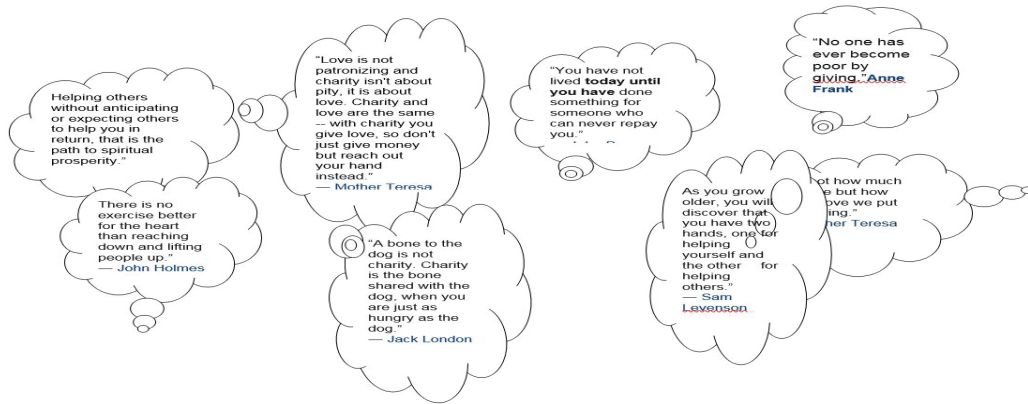 Helping others
without anticipating
or expecting others
to help you in
return, that is the
path to spiritual
prosperity.”
There is no
exercise better
for the heart
than reaching
down and lifting
people up.”
— John Holmes
“Love is not
patronizing and
charity isn't about
pity, it is about
love. Charity and
love are the same
-- with charity you
give love, so don't
just give money
but reach out
your hand
instead.”
— Mother Teresa
“A bone to the
dog is not
charity. Charity
is the bone
shared with the
dog, when you
are just as
hungry as the
dog.”
— Jack London
“You have not
lived today until
you have done
something for
someone who
can never repay
you.”
“No one has
ever become
poor by
giving.”Anne
Frank
As you grow
older, you will
discover that
you have two
hands, one for
helping
yourself and
the other for
helping
others.”
— Sam
Levenson
how much
but how
we put
Teresa